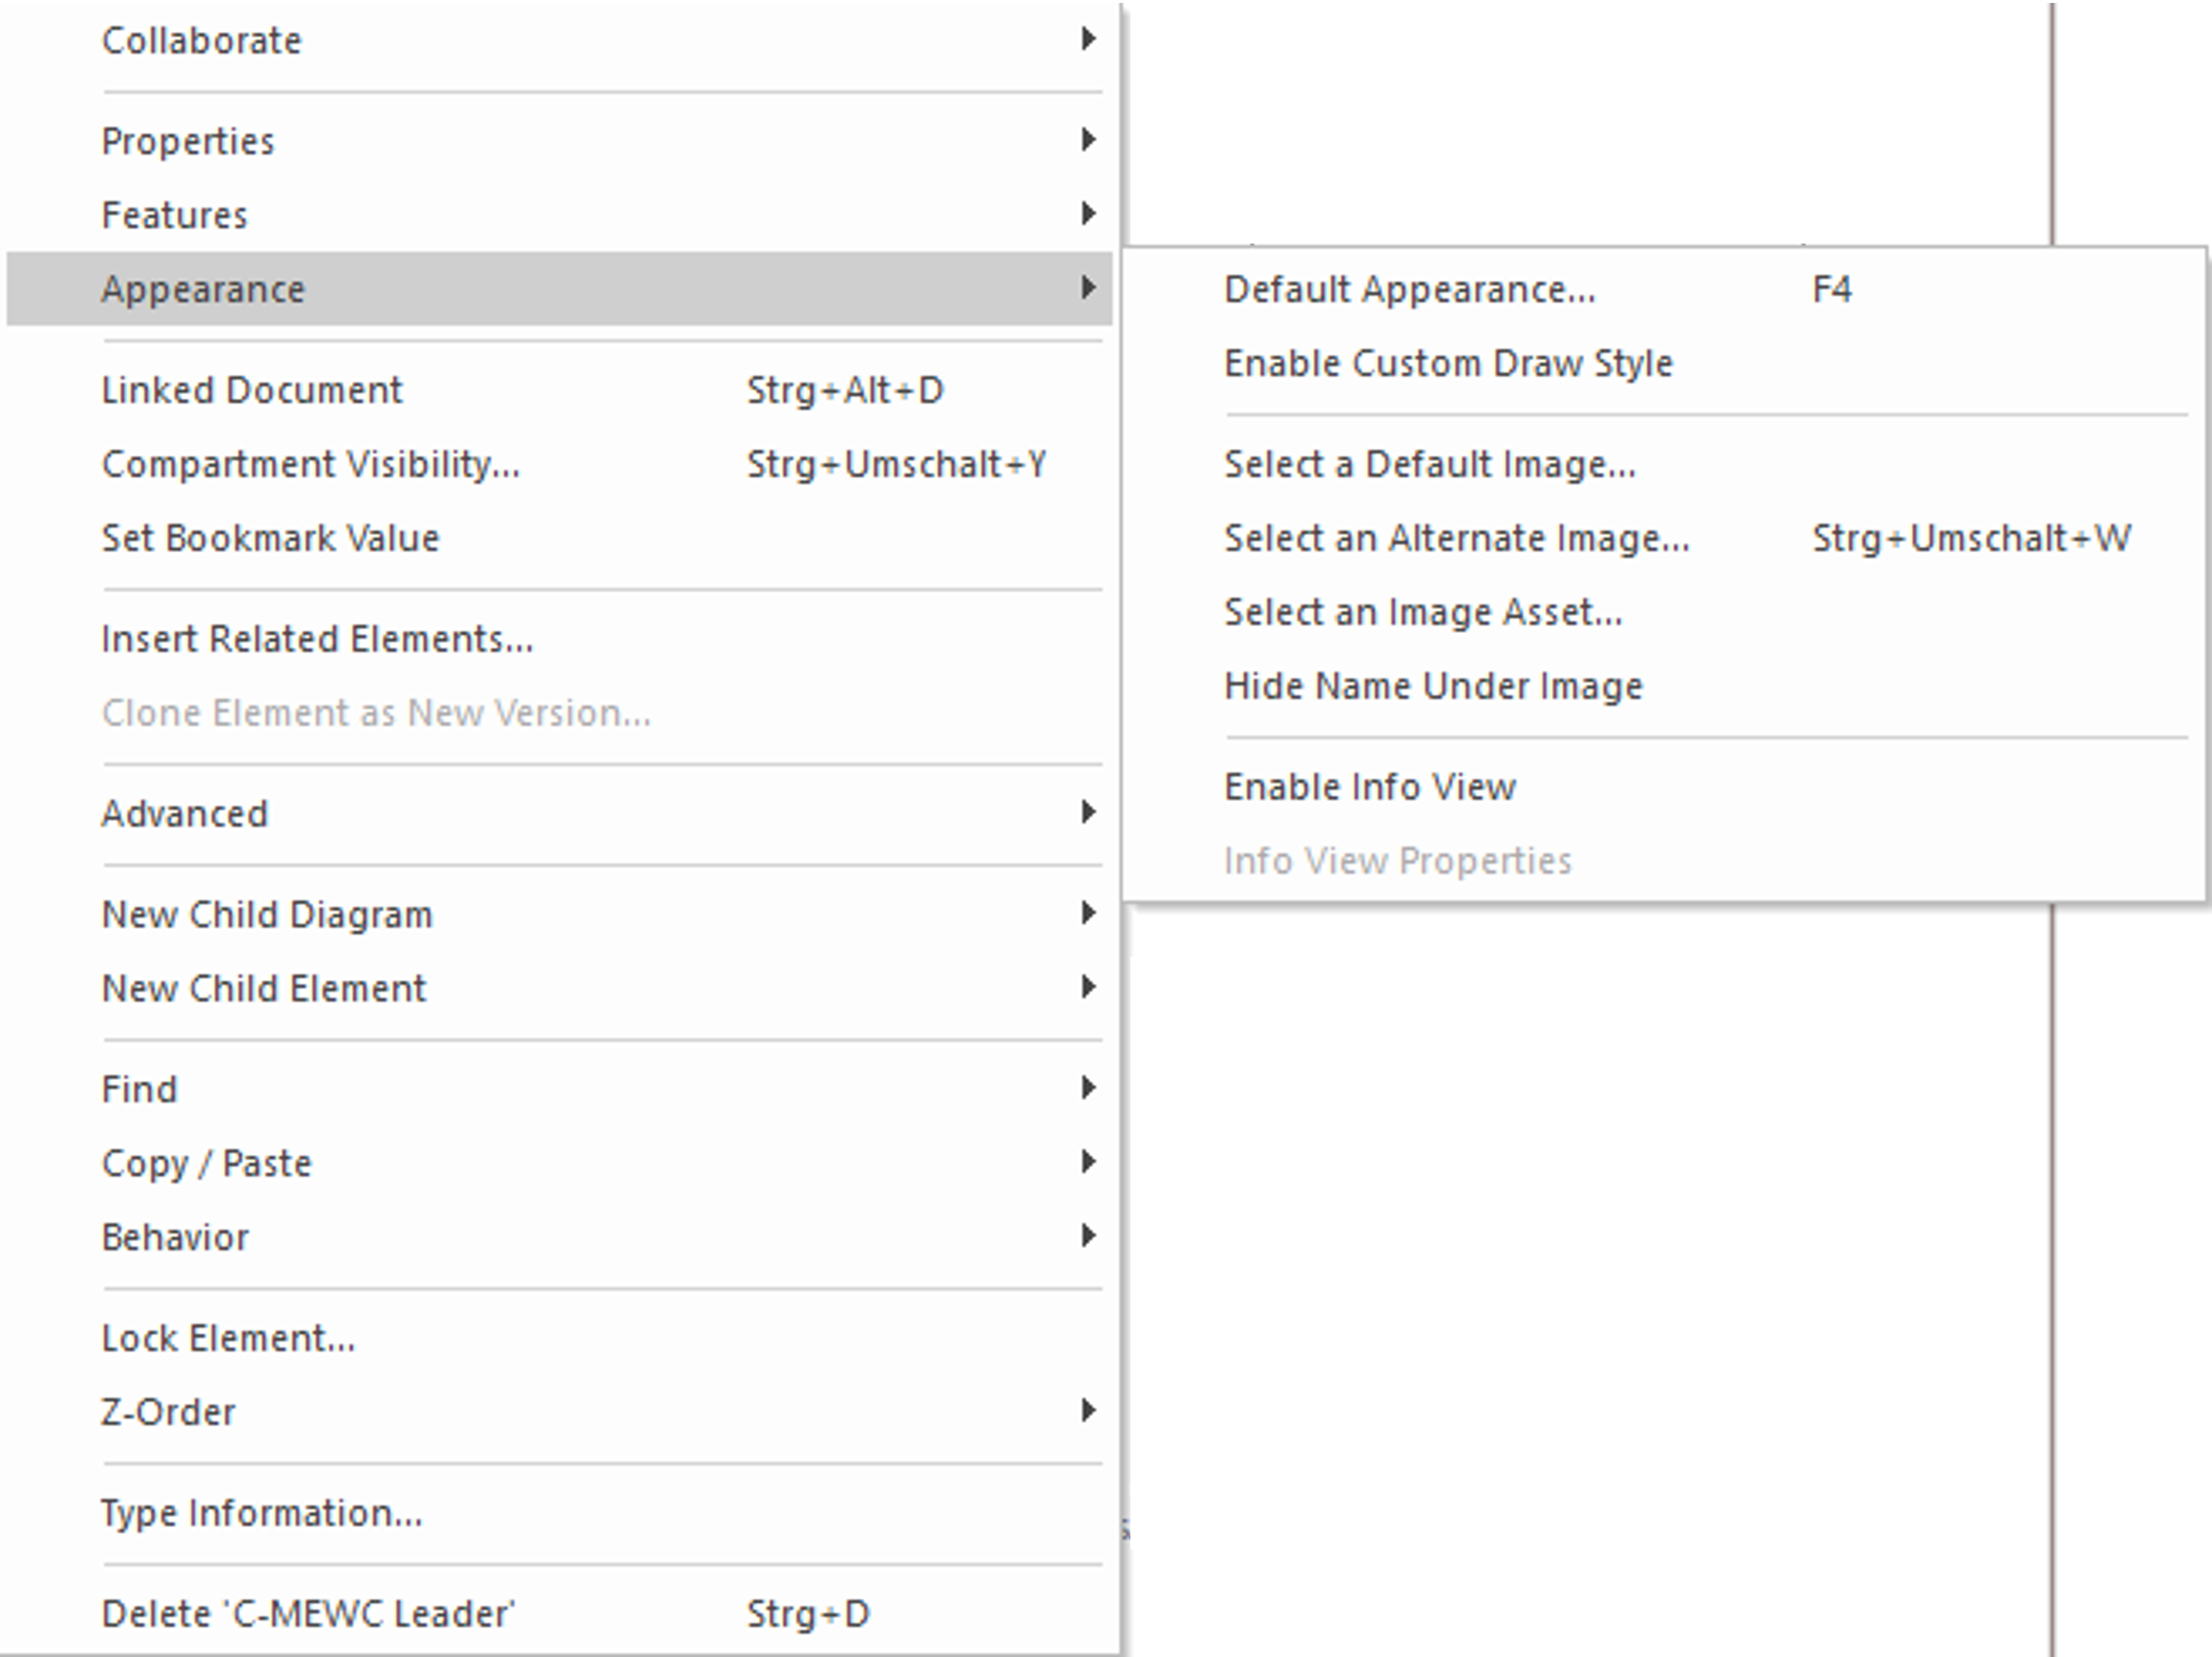 Collaborate
Properties
Features
Appearance
Linked Document Strg+Alt+D
Compartment Visibility... Strg+Umschalt+Y
Set Bookmark Value
Insert Related Elements...
Clone Element as New Version...
Advanced
New Child Diagram
New Child Element
Find
Copy / Paste
Behavior
Lock Element...
Z-Order
Type Information...
Delete 'C-MEWC Leader' Strg+D
Default Appearance... F4
Enable Custom Draw Style
Select a Default Image...
Select an Alternate Image... Strg+Umschalt+W
Select an Image Asset...
Hide Name Under Image
Enable Info View
Info View Properties